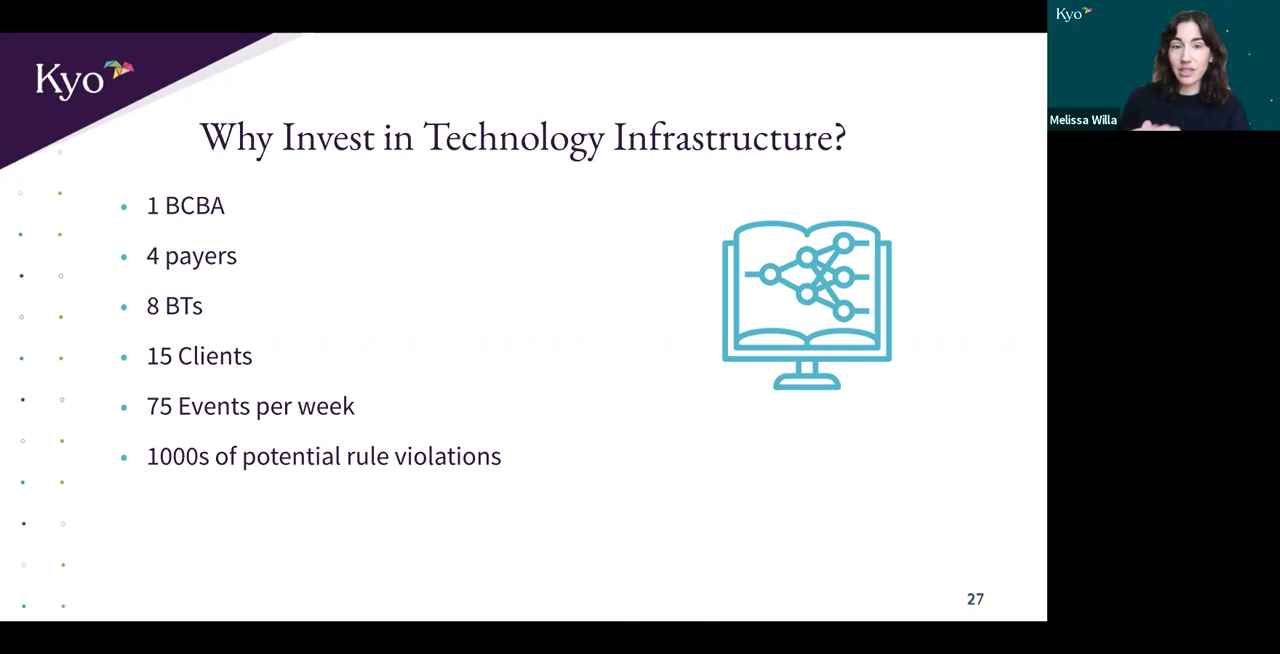 Kyo
Why Invest in Technology Infrastructure?
1 BCBA
4 payers
8 BTs
15 Clients
75 Events per week
1000s of potential rule violations
27
Kyo
Melissa Willa